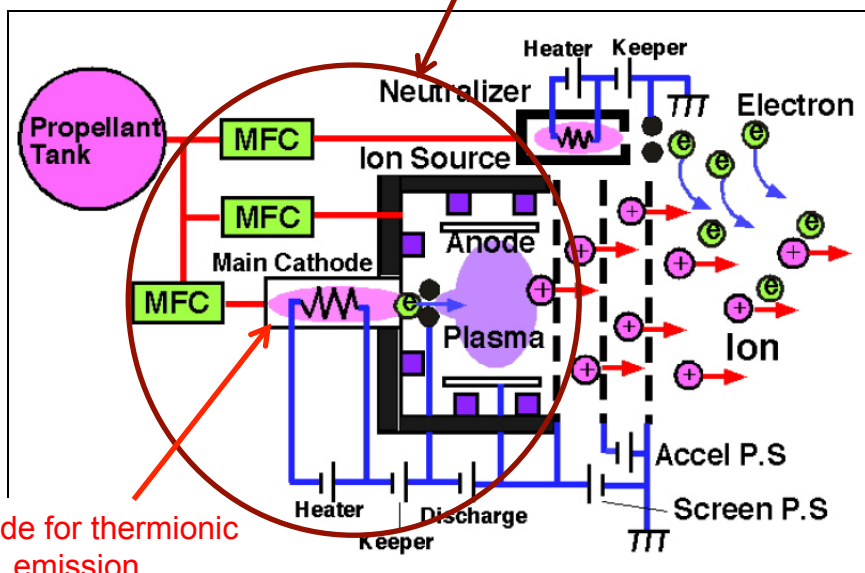 Heater Keeper
Neutralizer
Electron
Propellant
Tank
MFC
Ion Source
MFC
Anode
Main Cathode
MFC
Plasma
Ion
e
e
e
e
e
e
e
+
+
+
+
+
+
+
+
+
Accel P.S
Screen P.S
Heater
Discharge
Keeper
de for thermionic
emission